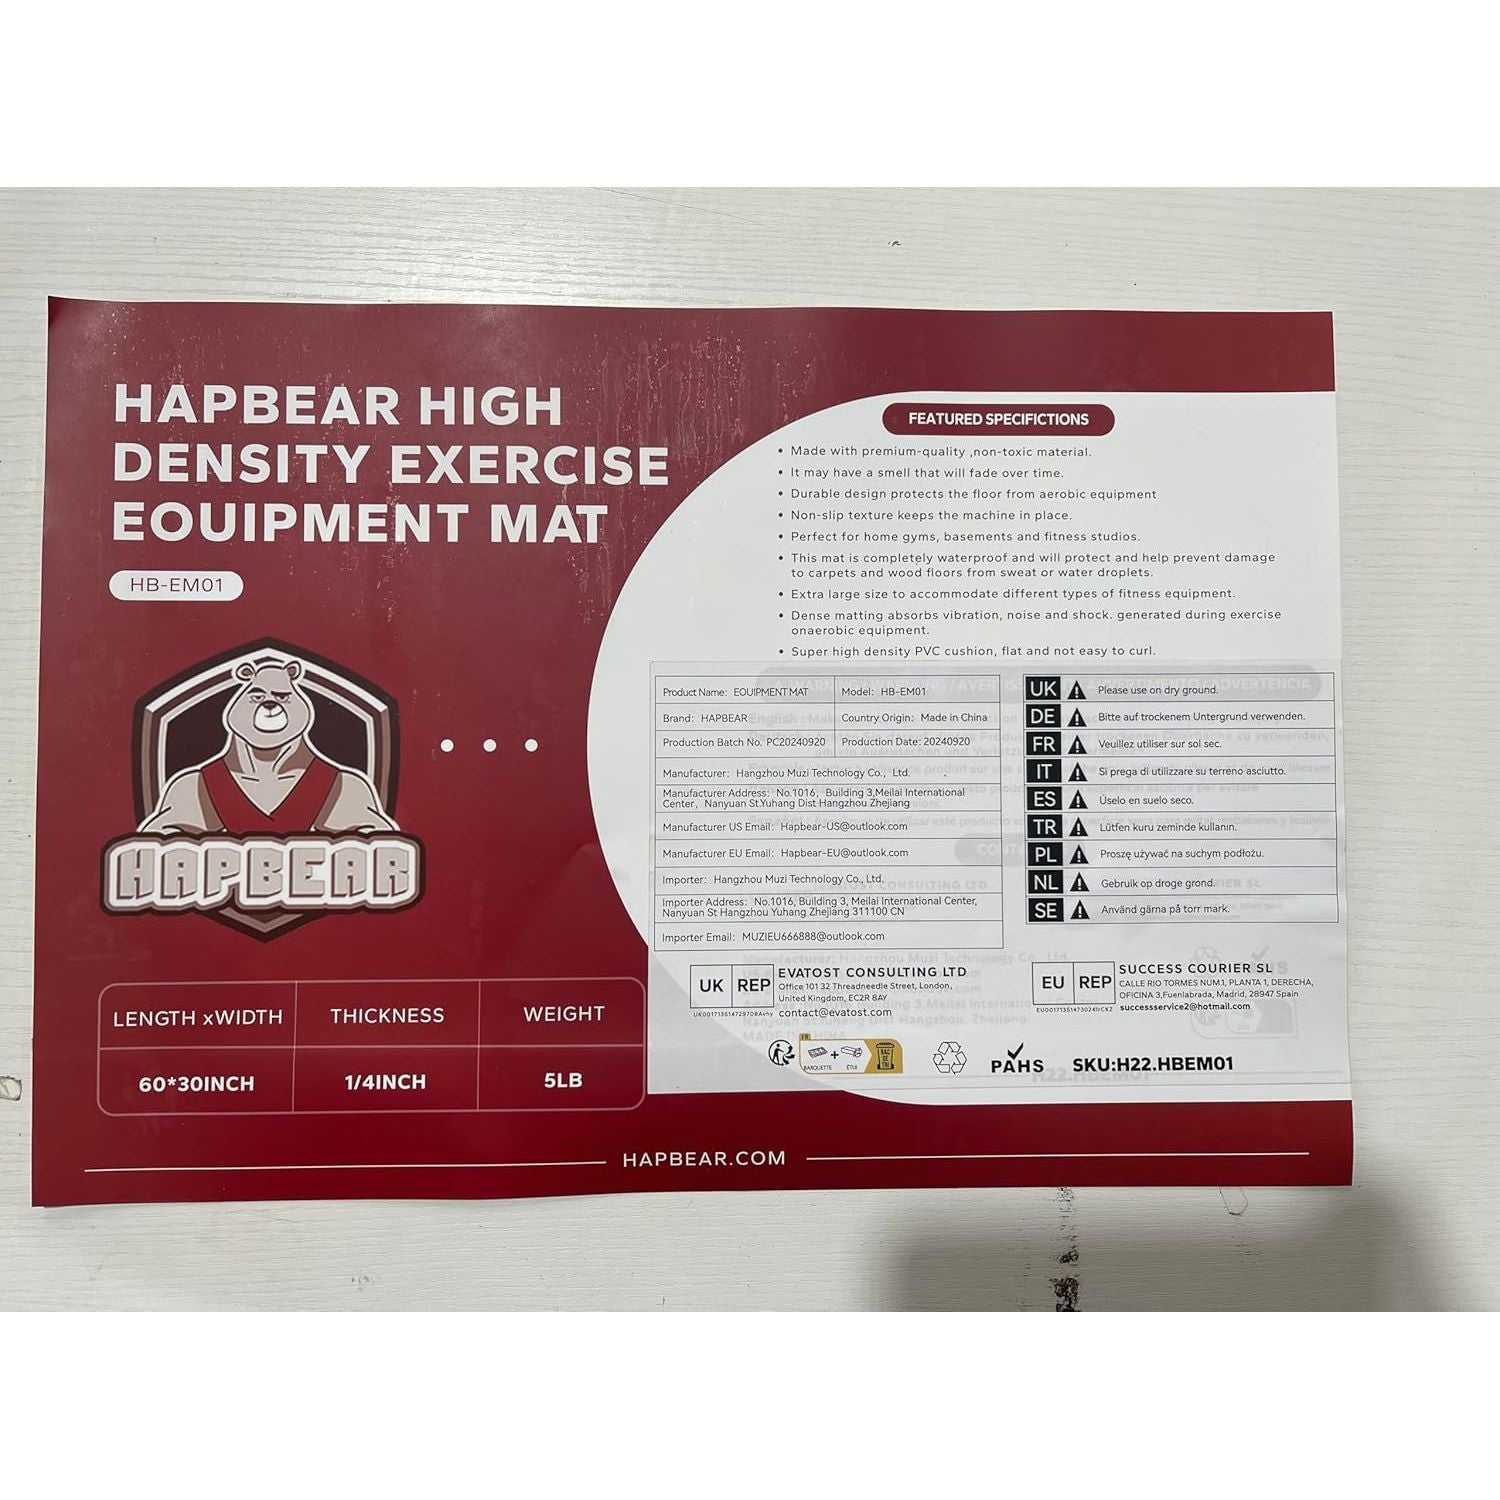 HAPBEAR HIGH
DENSITY EXERCISE
EOUIPMENT MAT
HB-EM01
HAPBEAR
LENGTH xWIDTH THICKNESS WEIGHT
60*30INCH 1/4INCH 5LB
FEATURED SPECIFICTIONS
• Made with premium-quality ,non-toxic material.
• It may have a smell that will fade over time.
• Durable design protects the floor from aerobic equipment
• Non-slip texture keeps the machine in place.
• Perfect for home gyms, basements and fitness studios.
• This mat is completely waterproof and will protect and help prevent damage
to carpets and wood floors from sweat or water droplets.
• Extra large size to accommodate different types of fitness equipment.
• Dense matting absorbs vibration, noise and shock. generated during exercise
onaerobic equipment.
• Super high density PVC cushion, flat and not easy to curl.
Product Name: EOUIPMENT MAT Model: HB-EM01
Brand: HAPBEAR Country Origin: Made in China
Production Batch No. PC20240920 Production Date: 20240920
Manufacturer: Hangzhou Muzi Technology Co., Ltd.
Manufacturer Address: No.1016, Building 3,Meilai International
Center, Nanyuan St.Yuhang Dist Hangzhou Zhejiang
Manufacturer US Email: Hapbear-US@outlook.com
Manufacturer EU Email: Hapbear-EU@outlook.com
Importer: Hangzhou Muzi Technology Co., Ltd.
Importer Address: No.1016, Building 3, Meilai International Center,
Nanyuan St Hangzhou Yuhang Zhejiang 311100 CN
Importer Email: MUZIEU666888@outlook.com
UK Please use on dry ground.
DE Bitte auf trockenem Untergrund verwenden.
FR Veuillez utiliser sur sol sec.
IT Si prega di utilizzare su terreno asciutto.
ES Úselo en suelo seco.
TR Lütfen kuru zeminde kullanın.
PL Proszę używać na suchym podłożu.
NL Gebruik op droge grond.
SE Använd gärna på torr mark.
UK REP
EVATOST CONSULTING LTD
Office 101 32 Threadneedle Street, London,
United Kingdom, EC2R 8AY
contact@evatost.com
EU REP
SUCCESS COURIER SL
CALLE RIO TORMES NUM.1, PLANTA 1, DERECHA,
OFICINA 3,Fuenlabrada, Madrid, 28947 Spain
successservice2@hotmail.com
FR
BARQUETTE + ÉTUI
BAC DE TRI
PAHS
SKU:H22.HBEM01
HAPBEAR.COM